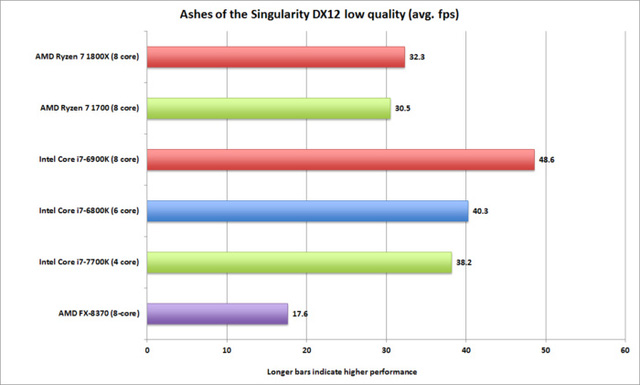 Ashes of the Singularity DX12 low quality (avg. fps)
AMD Ryzen 7 1800X (8 core)
32.3
AMD Ryzen 7 1700 (8 core)
30.5
Intel Core i7-6900K (8 core)
48.6
Intel Core i7-6800K (6 core)
40.3
Intel Core i7-7700K (4 core)
38.2
AMD FX-8370 (8-core)
17.6
0 10 20 30 40 50 60
Longer bars indicate higher performance